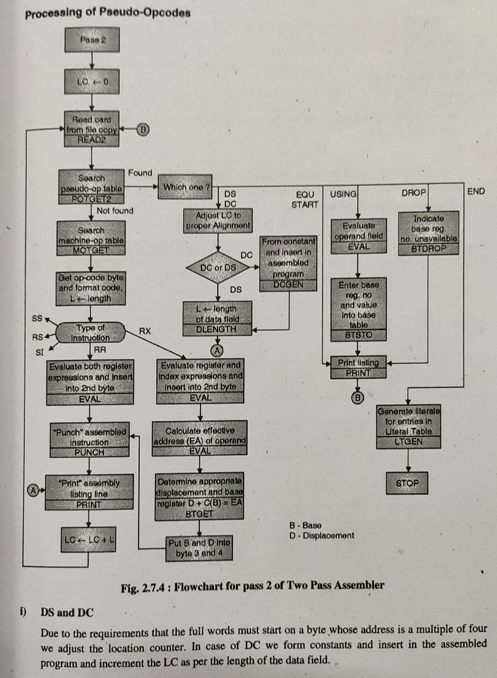 Processing of Pseudo-Opcodes
Pass 2
LC ← 0
Read card
from file copy
READ2
B
Search
pseudo-op table
POTGET2
Found
Not found
Which one ?
Search
machine-op table
MOTGET
Get op-code byte
and format code,
L ← length
Type of
instruction
SS
RS
SI
RR
RX
Evaluate both register
expressions and insert
into 2nd byte
EVAL
"Punch" assembled
instruction
PUNCH
A
"Print" assembly
listing line
PRINT
LC ← LC + L
Evaluate register and
index expressions and
insert into 2nd byte
EVAL
Calculate effective
address (EA) of operand
EVAL
Determine appropriate
displacement and base
register D + C(B) = EA
BTGET
Put B and D into
byte 3 and 4
DS
DC
Adjust LC to
proper Alignment
DC or DS
DC
DS
From constant
and insert in
assembled
program
DCGEN
L ← length
of data field
DLENGTH
A
EQU
START
USING
Evaluate
operand field
EVAL
Enter base
reg. no
and value
into base
table
BTSTO
Print listing
PRINT
B
DROP
Indicate
base reg
no. unavailable
BTDROP
END
Generate literals
for entries in
Literal Table
LTGEN
STOP
B - Base
D - Displacement
Fig. 2.7.4 : Flowchart for pass 2 of Two Pass Assembler
i) DS and DC
Due to the requirements that the full words must start on a byte whose address is a multiple of four
we adjust the location counter. In case of DC we form constants and insert in the assembled
program and increment the LC as per the length of the data field.